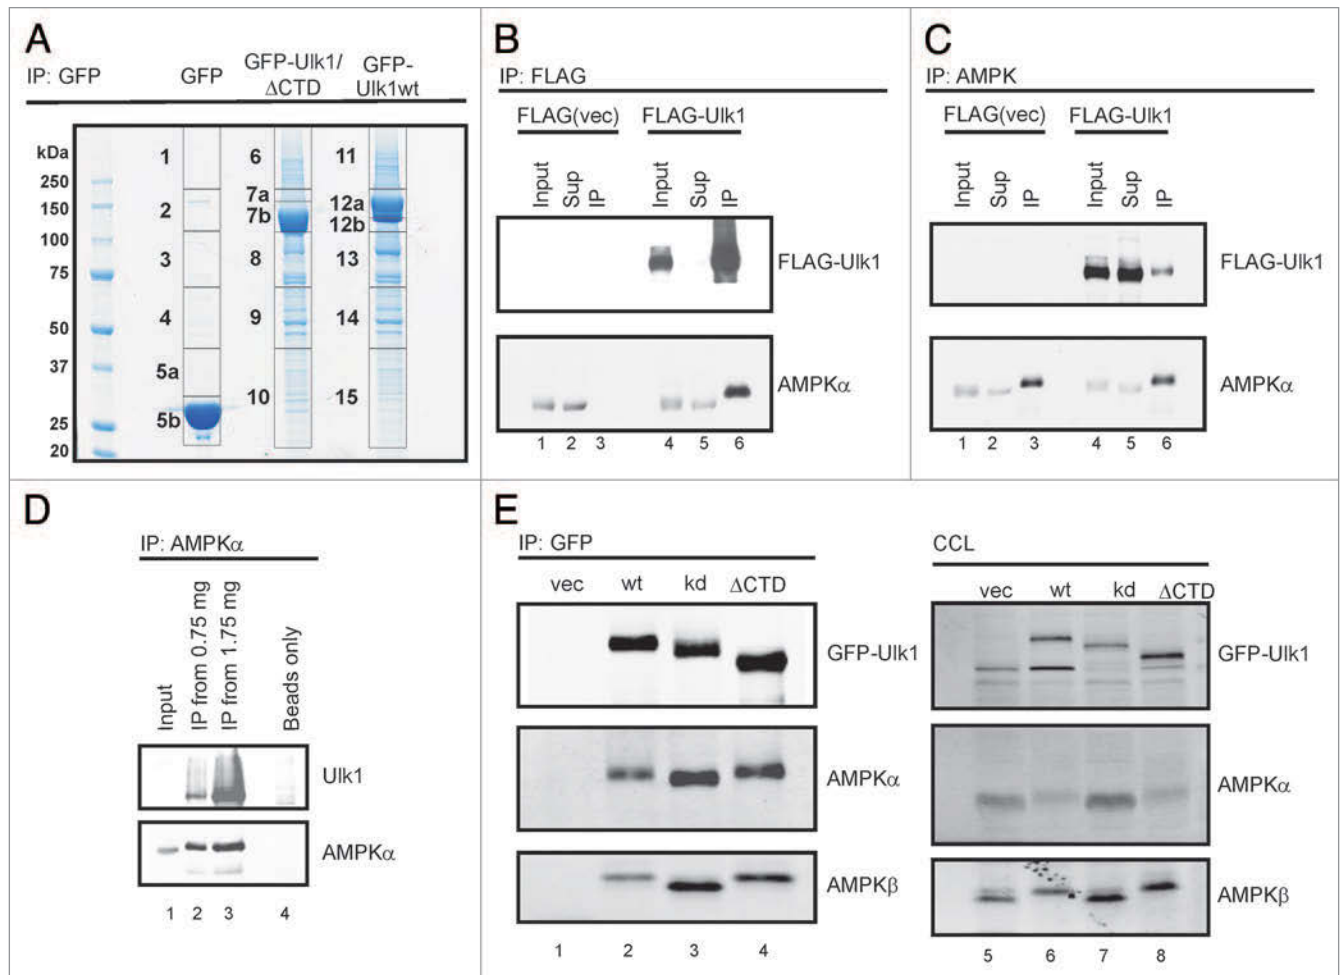 A
IP: GFP
GFP
GFP-Ulk1/
ΔCTD
GFP-
Ulk1wt
kDa
250
150
100
75
50
37
25
20
1
2
3
4
5a
5b
6
7a
7b
8
9
10
11
12a
12b
13
14
15
B
IP: FLAG
FLAG(vec) FLAG-Ulk1
Input Sup IP Input Sup IP
FLAG-Ulk1
AMPKα
1 2 3 4 5 6
C
IP: AMPK
FLAG(vec) FLAG-Ulk1
Input Sup IP Input Sup IP
FLAG-Ulk1
AMPKα
1 2 3 4 5 6
D
IP: AMPKα
Input
IP from 0.75 mg
IP from 1.75 mg
Beads only
Ulk1
AMPKα
1 2 3 4
E
IP: GFP
vec wt kd ΔCTD
GFP-Ulk1
AMPKα
AMPKβ
1 2 3 4
CCL
vec wt kd ΔCTD
GFP-Ulk1
AMPKα
AMPKβ
5 6 7 8